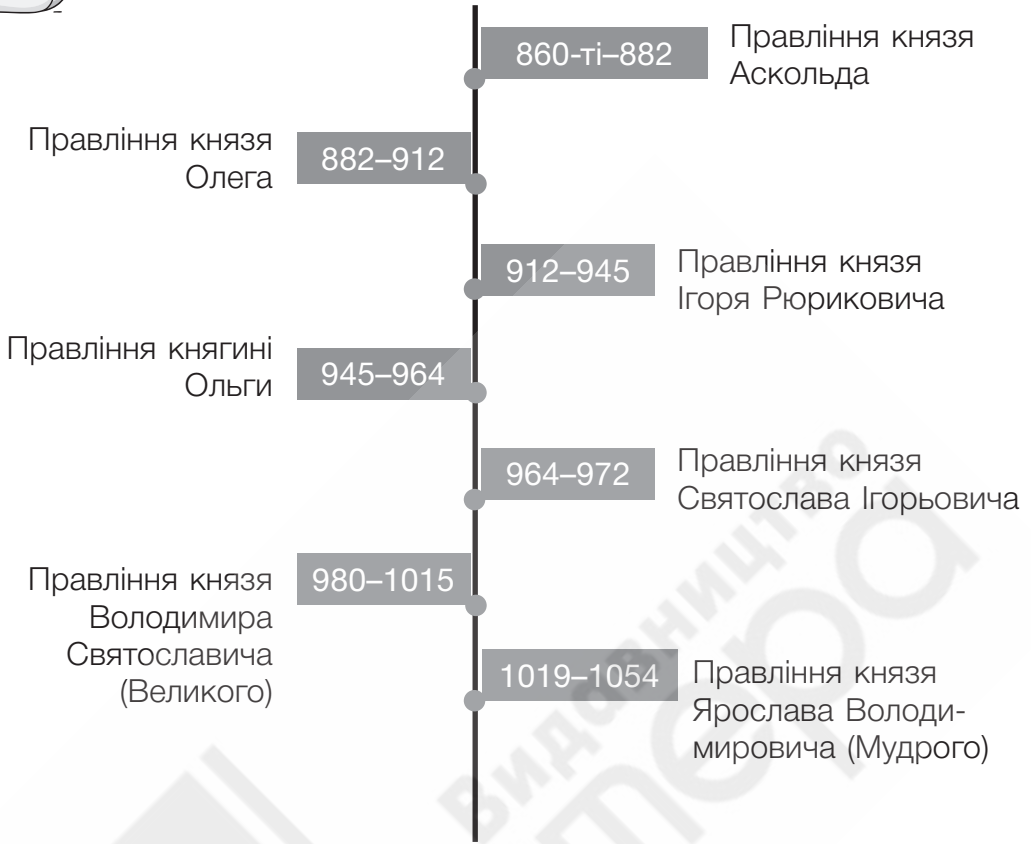 860-ті–882
Правління князя
Аскольда
Правління князя
Олега
882–912
912–945
Правління князя
Ігоря Рюриковича
Правління княгині
Ольги
945–964
964–972
Правління князя
Святослава Ігорьовича
Правління князя
Володимира
Святославича
(Великого)
980–1015
1019–1054
Правління князя
Ярослава Володи-
мировича (Мудрого)
Видавництво